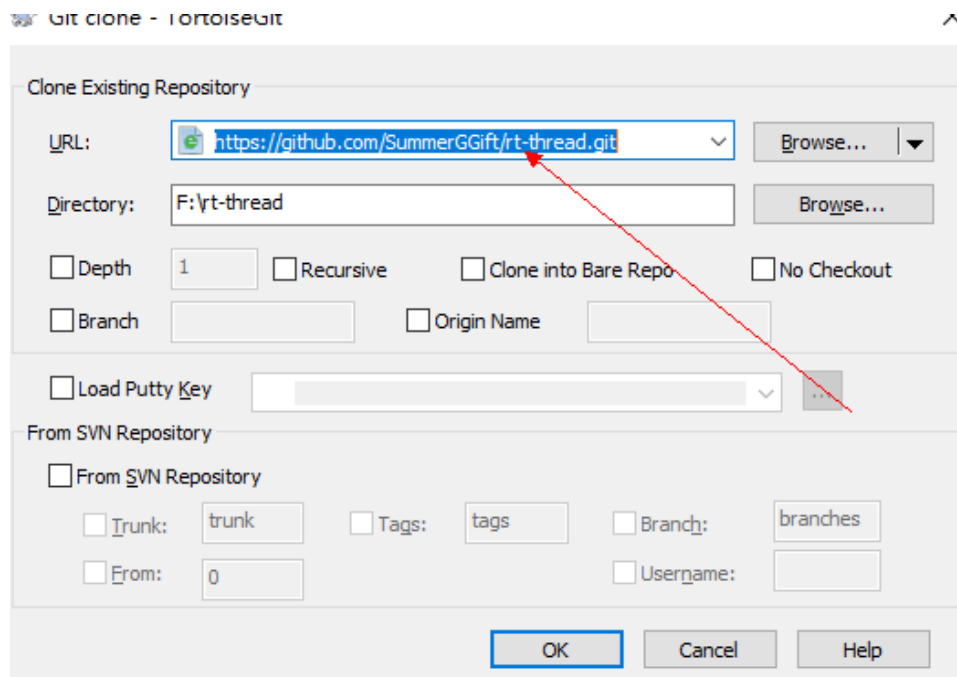 Git clone - TortoiseGit
Clone Existing Repository
URL: https://github.com/SummerGGift/rt-thread.git Browse...
Directory: F:\rt-thread Browse...
Depth 1 Recursive Clone into Bare Repo No Checkout
Branch Origin Name
Load Putty Key ...
From SVN Repository
From SVN Repository
Trunk: trunk Tags: tags Branch: branches
From: 0 Username:
OK Cancel Help